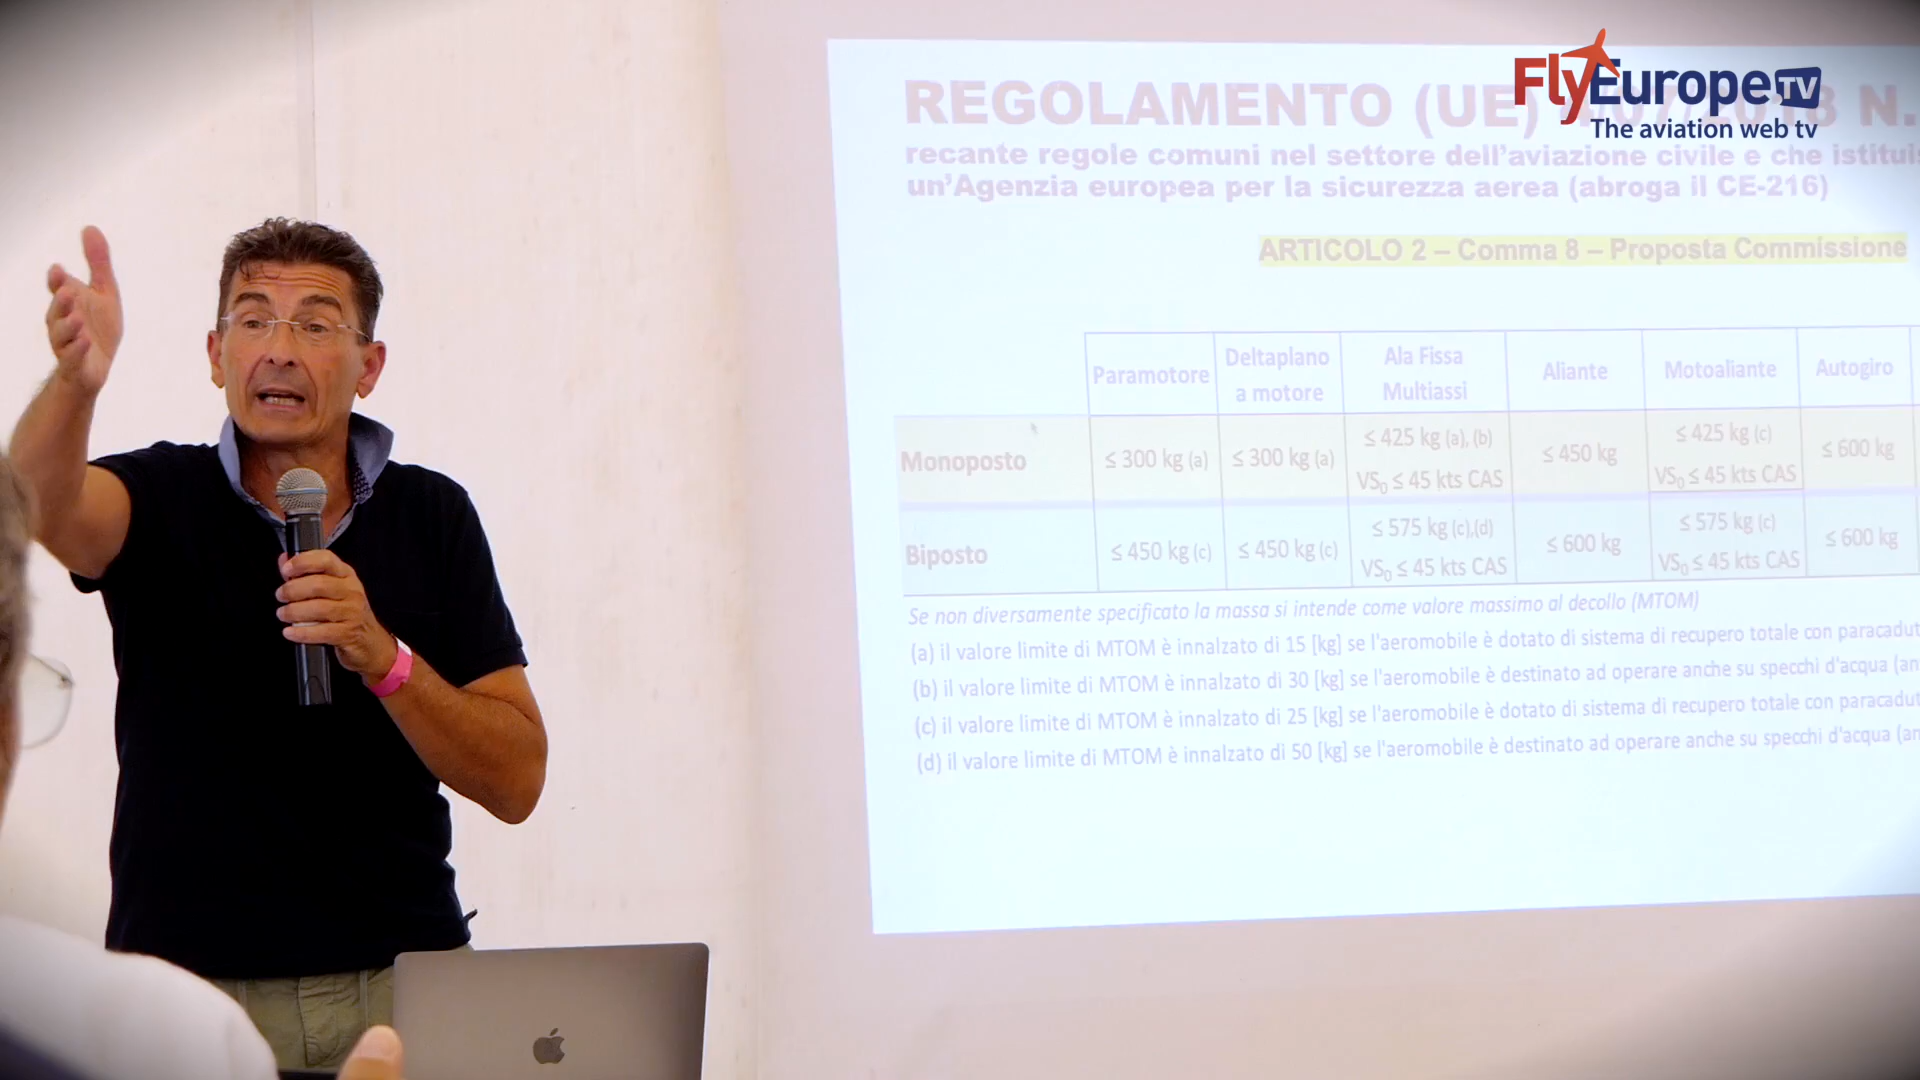 FlyEuropeTV
The aviation web tv
REGOLAMENTO (UE) 4/07/2018 N.
recante regole comuni nel settore dell'aviazione civile e che
un'Agenzia europea per la sicurezza aerea (abroga il CE-216)
ARTICOLO 2 – Comma 8 – Proposta Commissione
Paramotore Deltaplano a motore Ala Fissa Multiassi Aliante Motoaliante Autogiro
Monoposto ≤ 300 kg (a) ≤ 300 kg (a) ≤ 425 kg (a), (b) VS0 ≤ 45 kts CAS ≤ 450 kg ≤ 425 kg (c) VS0 ≤ 45 kts CAS ≤ 600 kg
Biposto ≤ 450 kg (c) ≤ 450 kg (c) ≤ 575 kg (c),(d) VS0 ≤ 45 kts CAS ≤ 600 kg ≤ 575 kg (c) VS0 ≤ 45 kts CAS ≤ 600 kg
Se non diversamente specificato la massa si intende come valore massimo al decollo (MTOM)
(a) il valore limite di MTOM è innalzato di 15 [kg] se l'aeromobile è dotato di sistema di recupero totale con
(b) il valore limite di MTOM è innalzato di 30 [kg] se l'aeromobile è destinato ad operare anche su specchi d'acqua
(c) il valore limite di MTOM è innalzato di 25 [kg] se l'aeromobile è dotato di sistema di recupero totale con
(d) il valore limite di MTOM è innalzato di 50 [kg] se l'aeromobile è destinato ad operare anche su specchi d'acqua